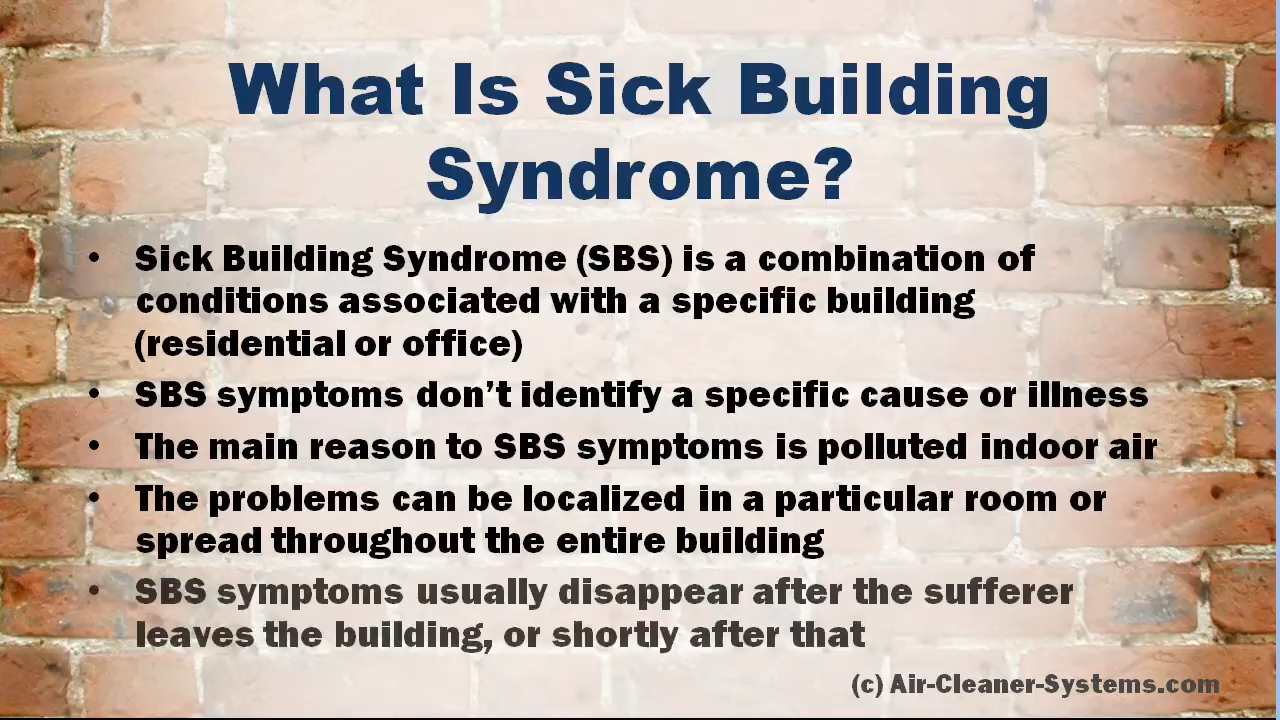 What Is Sick Building
Syndrome?
• Sick Building Syndrome (SBS) is a combination of
conditions associated with a specific building
(residential or office)
• SBS symptoms don’t identify a specific cause or illness
• The main reason to SBS symptoms is polluted indoor air
• The problems can be localized in a particular room or
spread throughout the entire building
• SBS symptoms usually disappear after the sufferer
leaves the building, or shortly after that
(c) Air-Cleaner-Systems.com